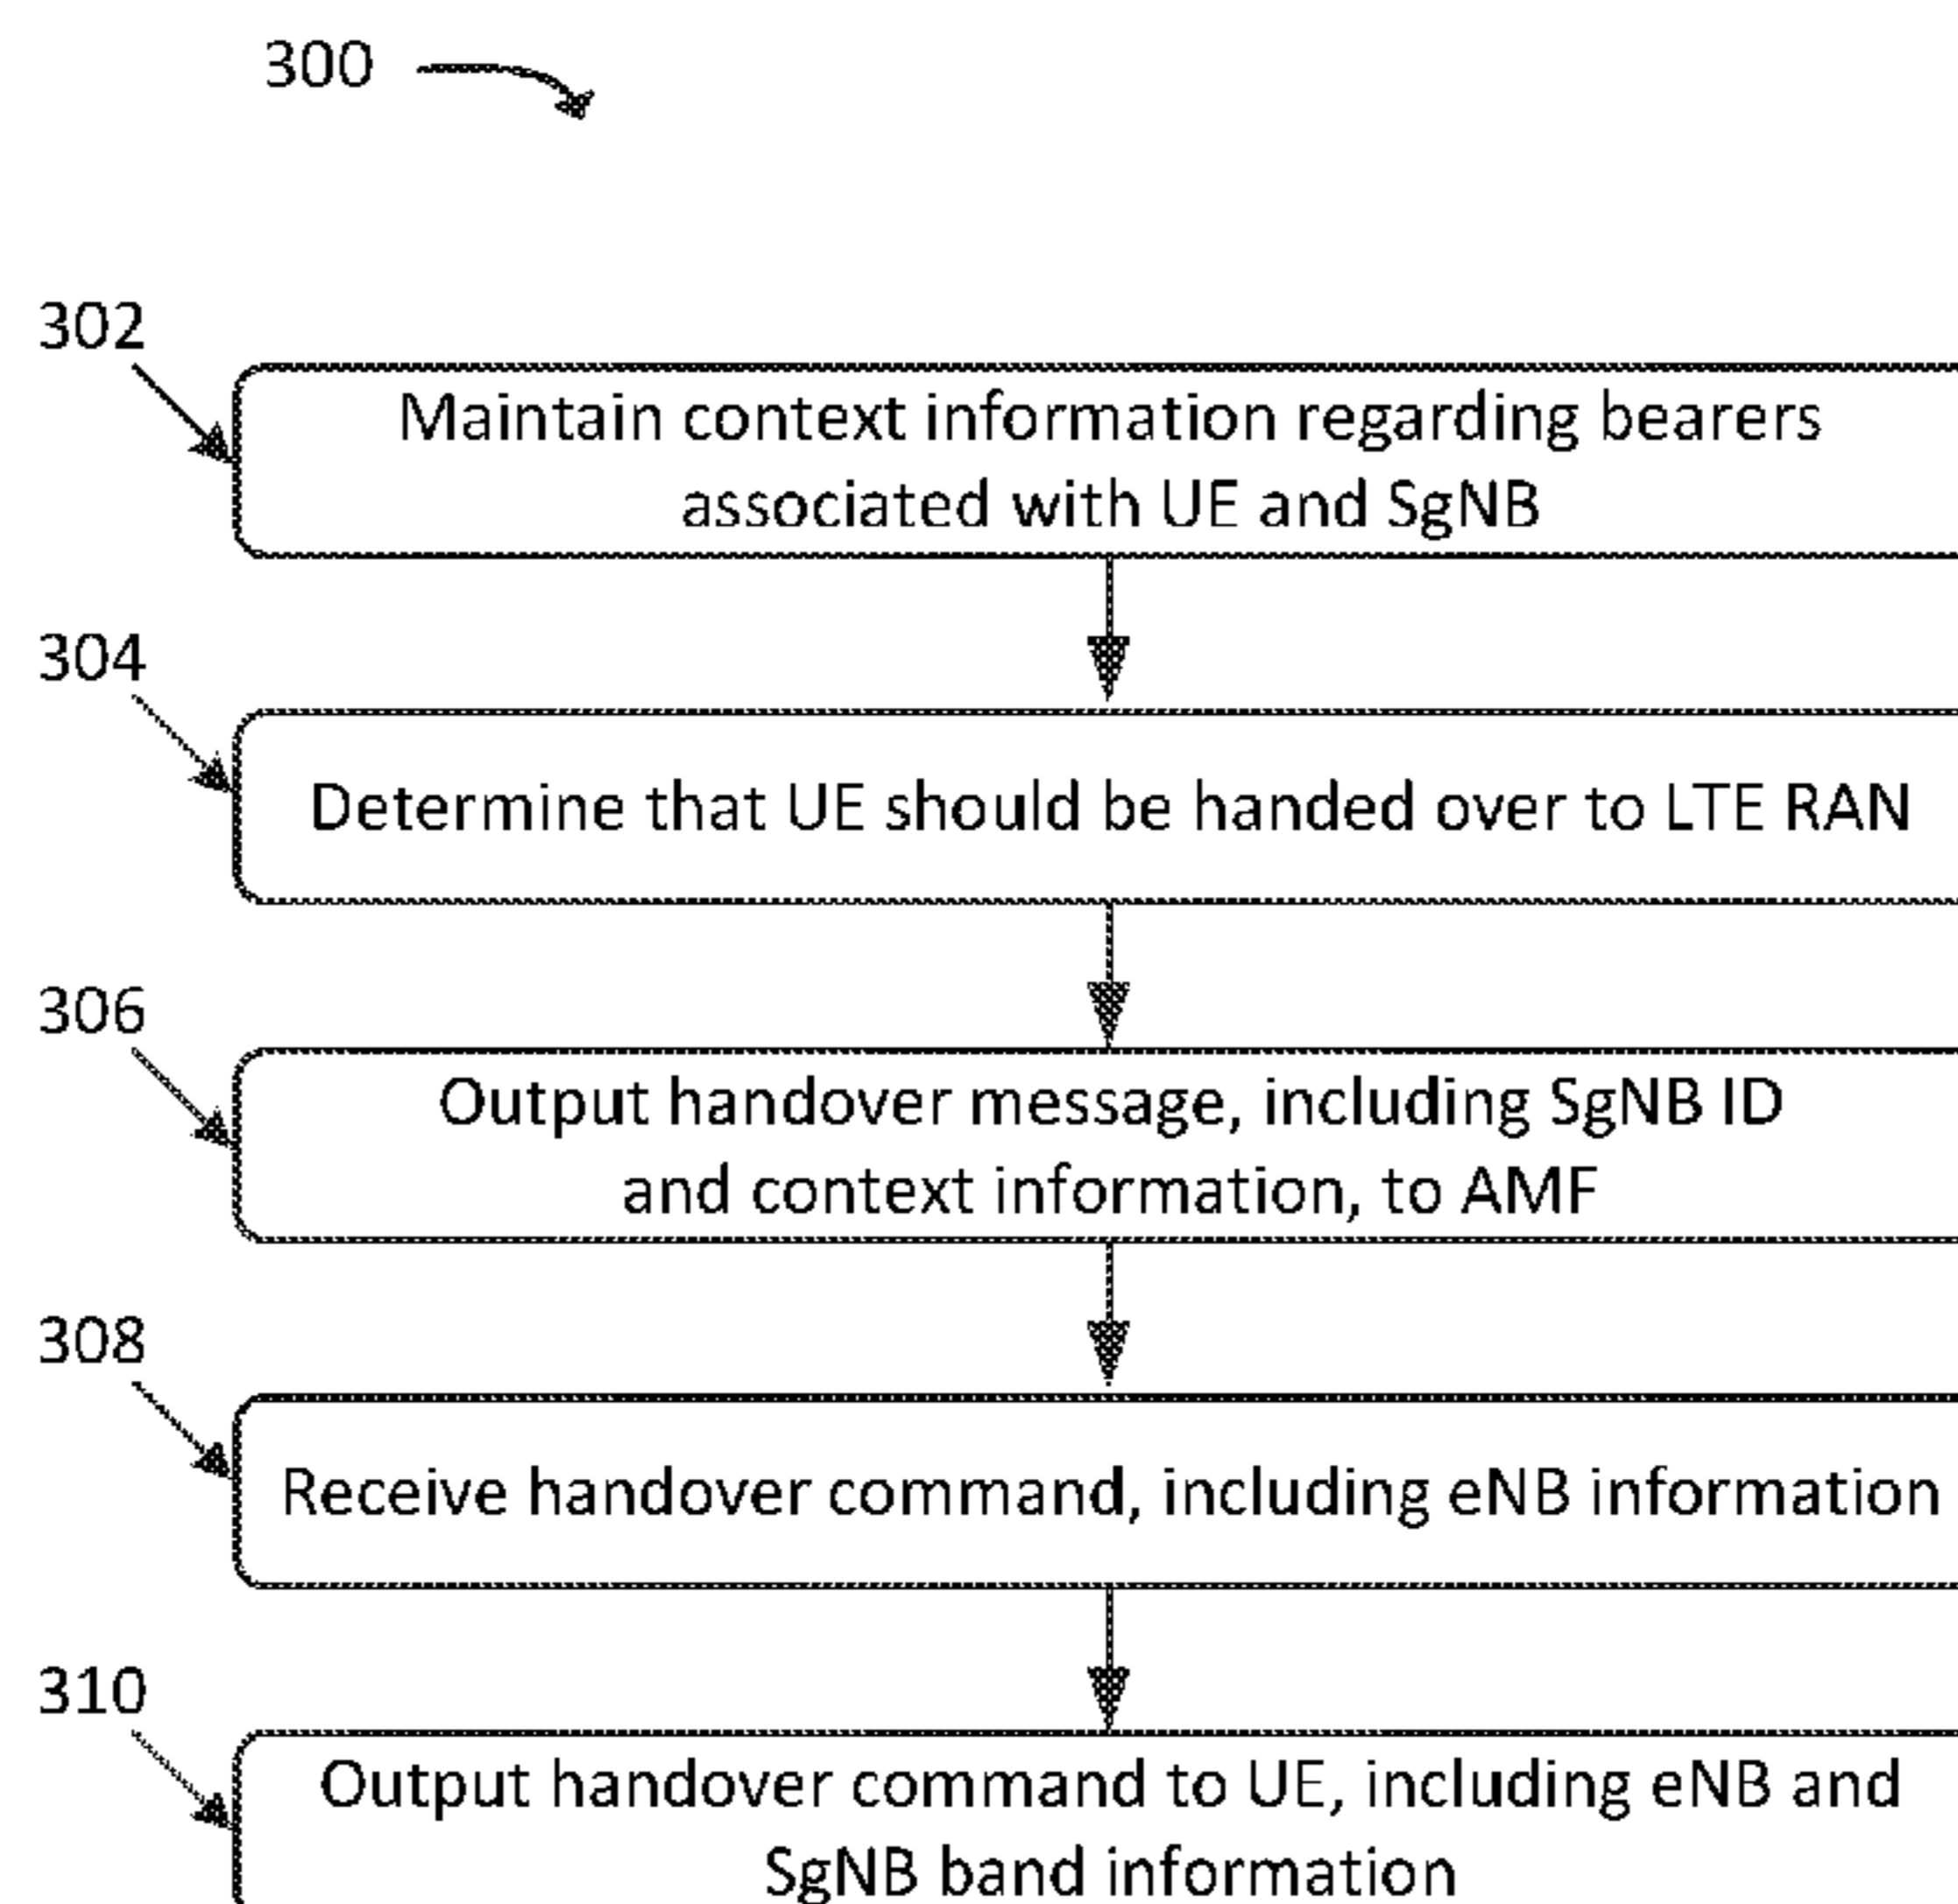 300
302
Maintain context information regarding bearers
associated with UE and SgNB
304
Determine that UE should be handed over to LTE RAN
306
Output handover message, including SgNB ID
and context information, to AMF
308
Receive handover command, including eNB information
310
Output handover command to UE, including eNB and
SgNB band information